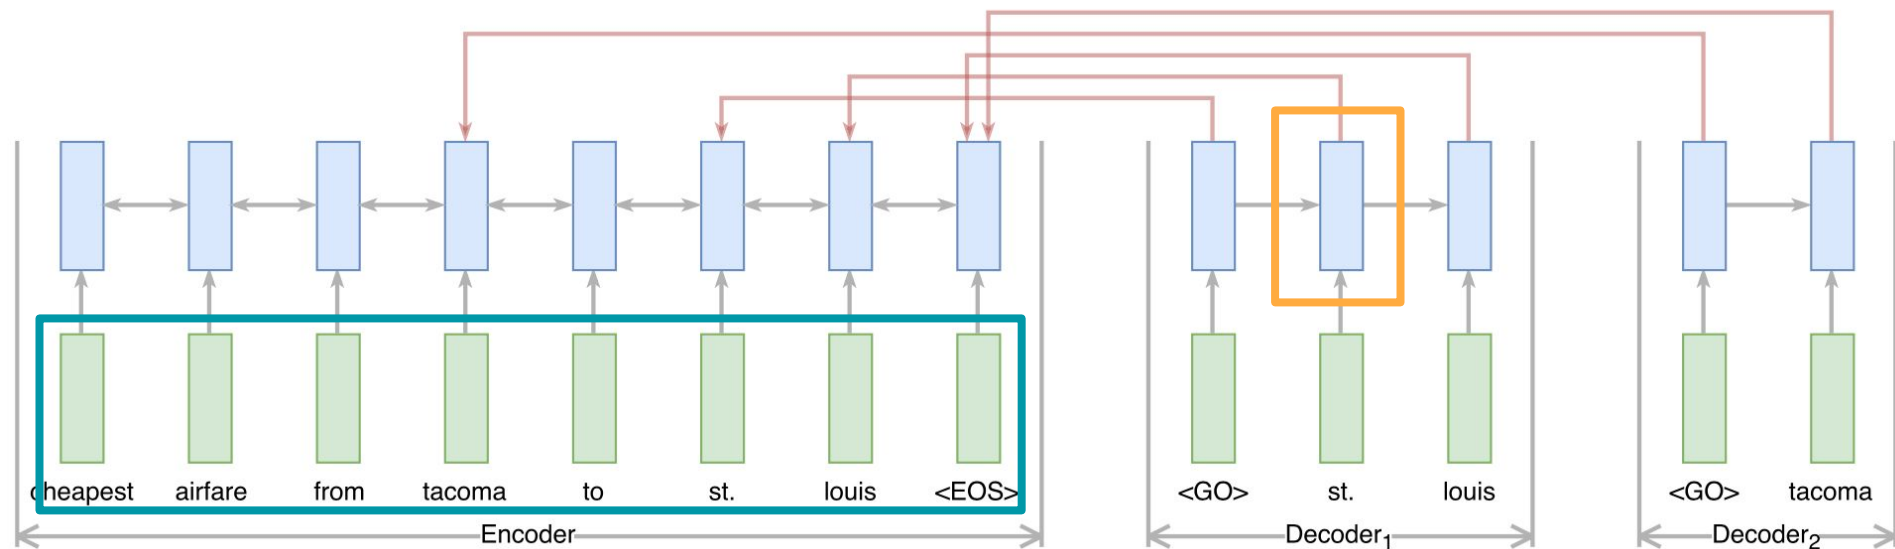 cheapest airfare from tacoma to st. louis <EOS> <GO> st. louis <GO> tacoma
Encoder Decoder1 Decoder2